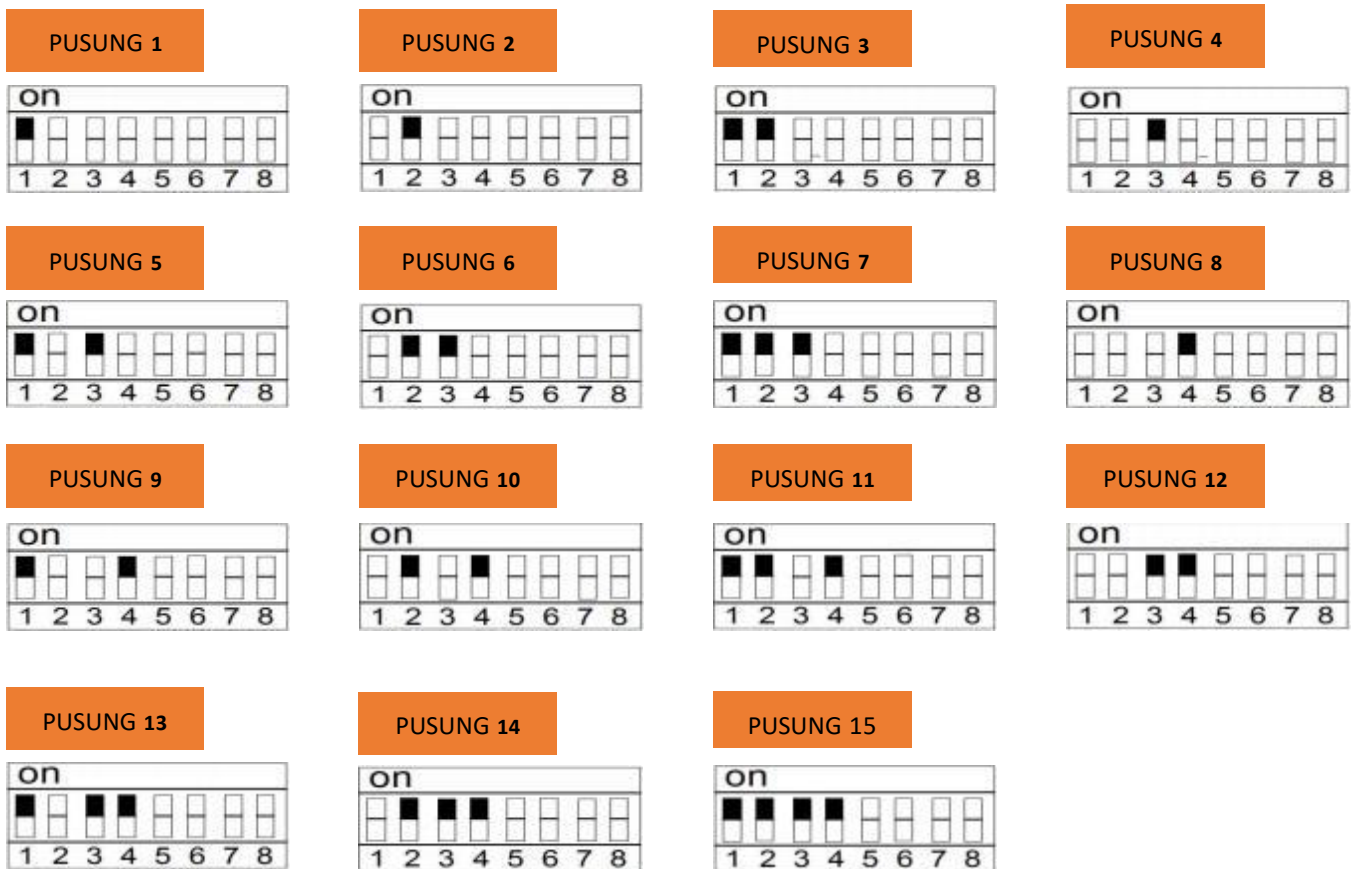 PUSUNG 1
PUSUNG 2
PUSUNG 3
PUSUNG 4
on
on
on
on
1 2 3 4 5 6 7 8
1 2 3 4 5 6 7 8
1 2 3 4 5 6 7 8
1 2 3 4 5 6 7 8
PUSUNG 5
PUSUNG 6
PUSUNG 7
PUSUNG 8
on
on
on
on
1 2 3 4 5 6 7 8
1 2 3 4 5 6 7 8
1 2 3 4 5 6 7 8
1 2 3 4 5 6 7 8
PUSUNG 9
PUSUNG 10
PUSUNG 11
PUSUNG 12
on
on
on
on
1 2 3 4 5 6 7 8
1 2 3 4 5 6 7 8
1 2 3 4 5 6 7 8
1 2 3 4 5 6 7 8
PUSUNG 13
PUSUNG 14
PUSUNG 15
on
on
on
1 2 3 4 5 6 7 8
1 2 3 4 5 6 7 8
1 2 3 4 5 6 7 8